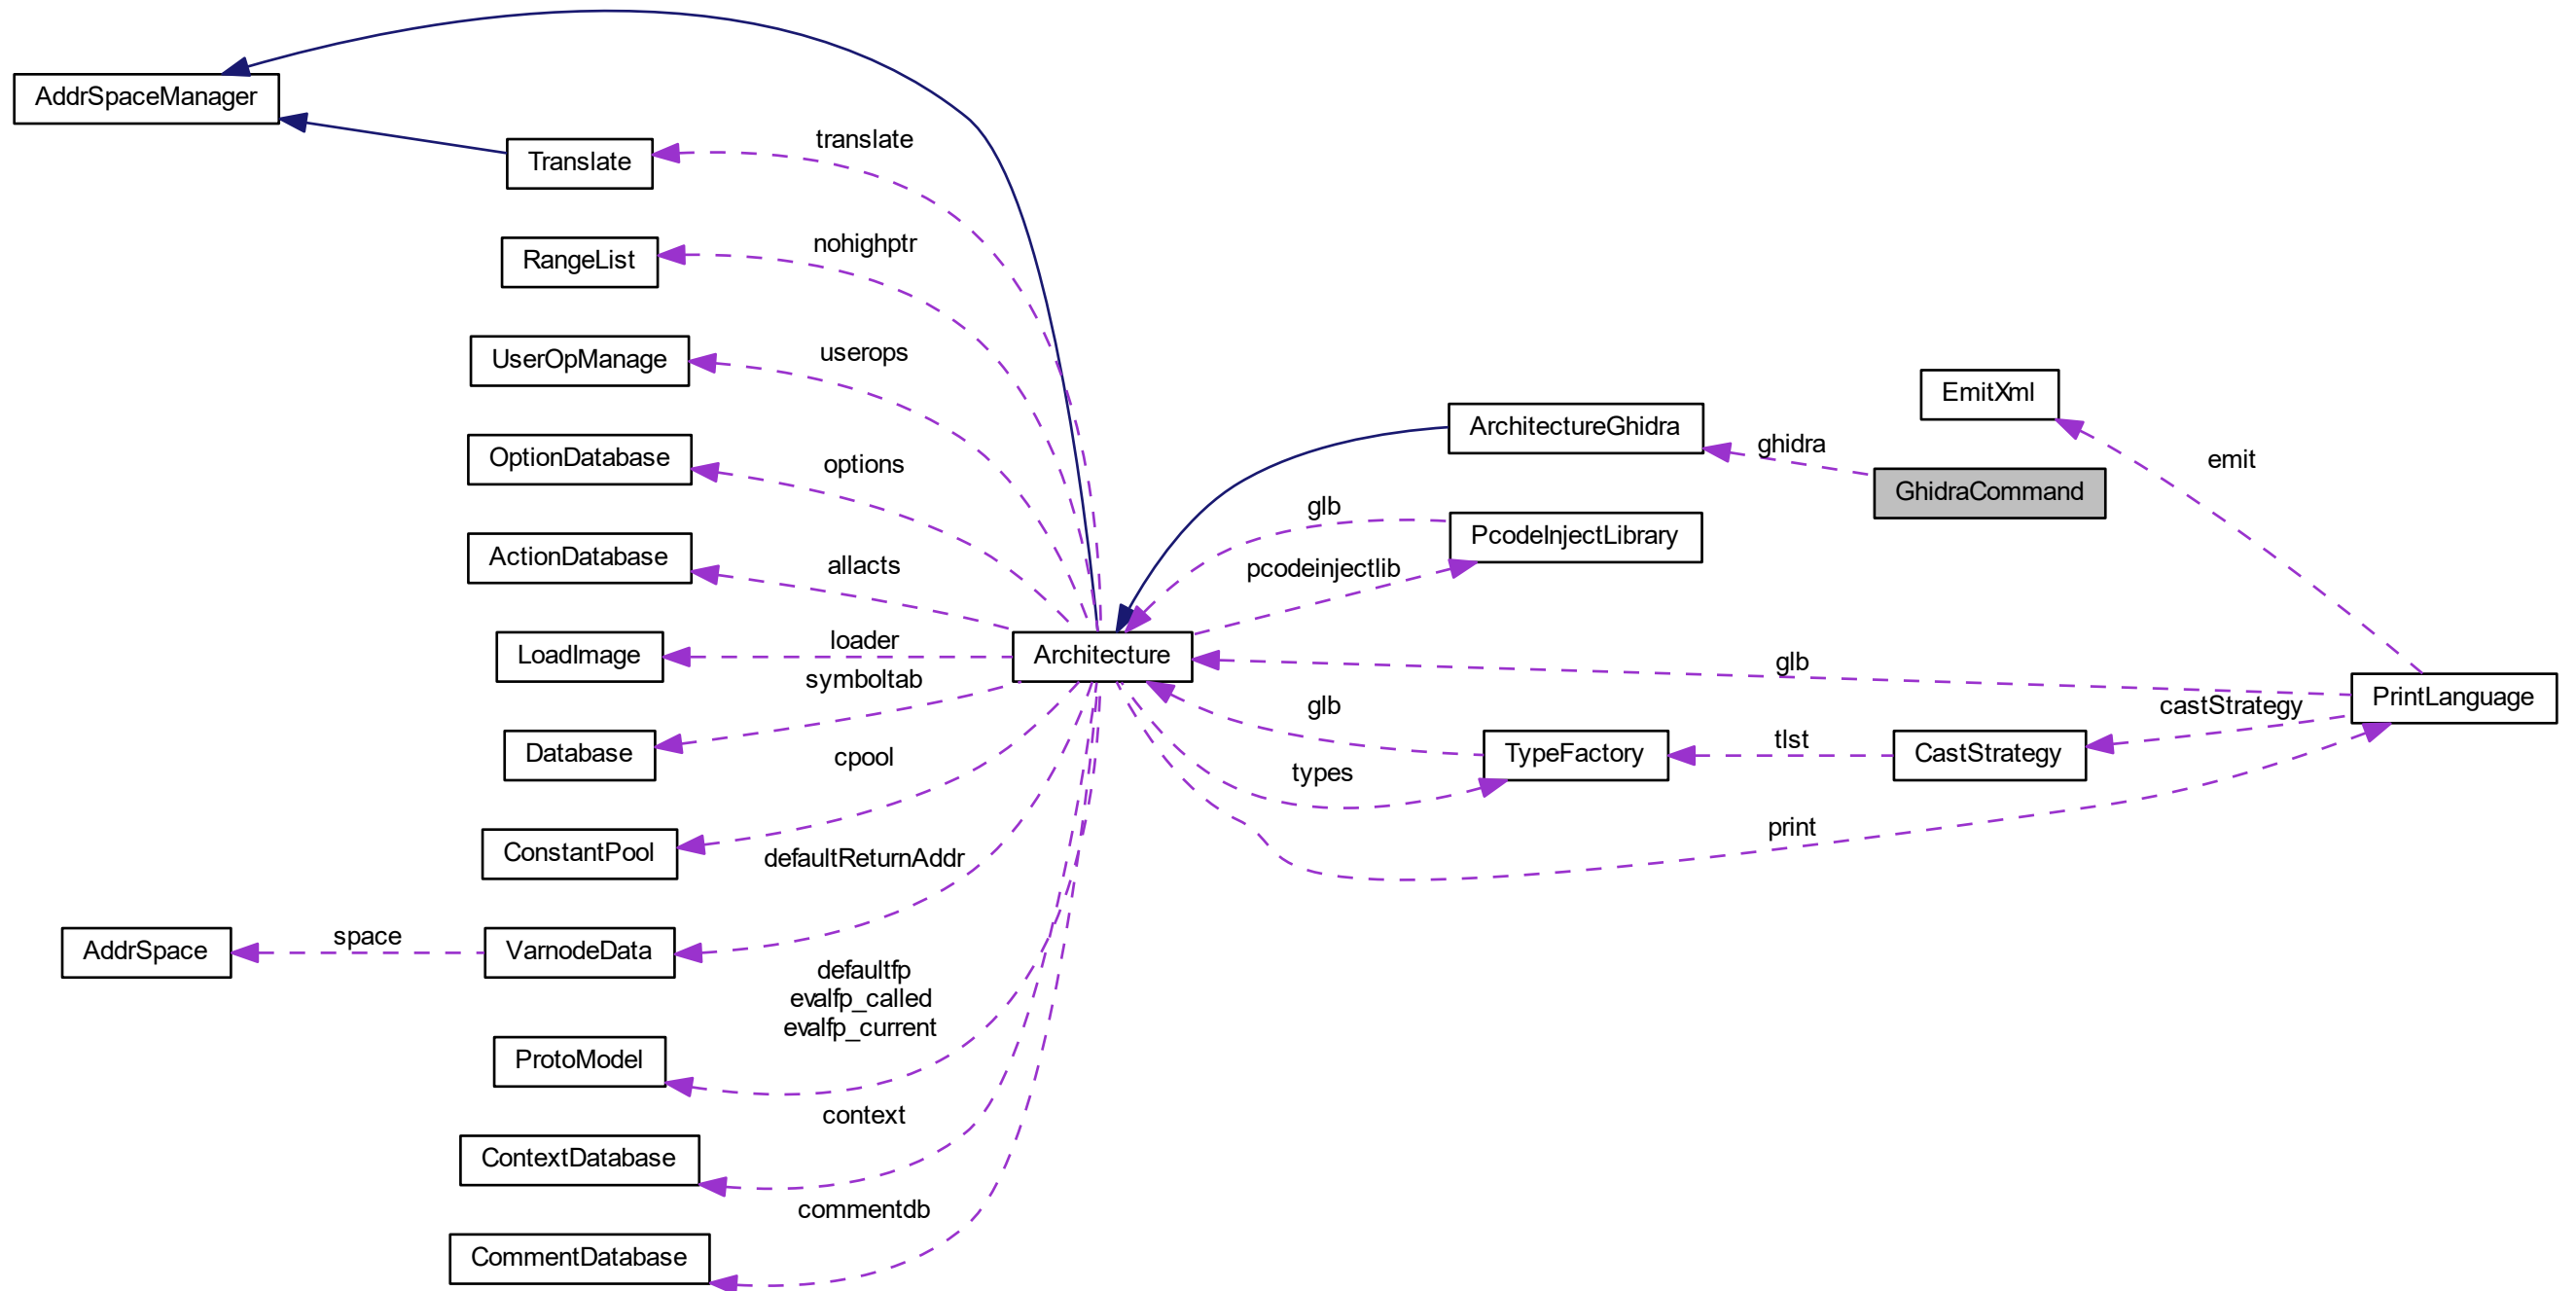 AddrSpaceManager
translate
Translate
nohighptr
RangeList
userops
UserOpManage
EmitXml
ArchitectureGhidra
ghidra
emit
options
OptionDatabase
GhidraCommand
glb
PcodeInjectLibrary
allacts
ActionDatabase
pcodeinjectlib
loader
LoadImage
Architecture
glb
symboltab
PrintLanguage
glb
castStrategy
tlst
Database
TypeFactory
CastStrategy
cpool
types
print
ConstantPool
defaultReturnAddr
space
AddrSpace
VarnodeData
defaultfp
evalfp_called
evalfp_current
ProtoModel
context
ContextDatabase
commentdb
CommentDatabase